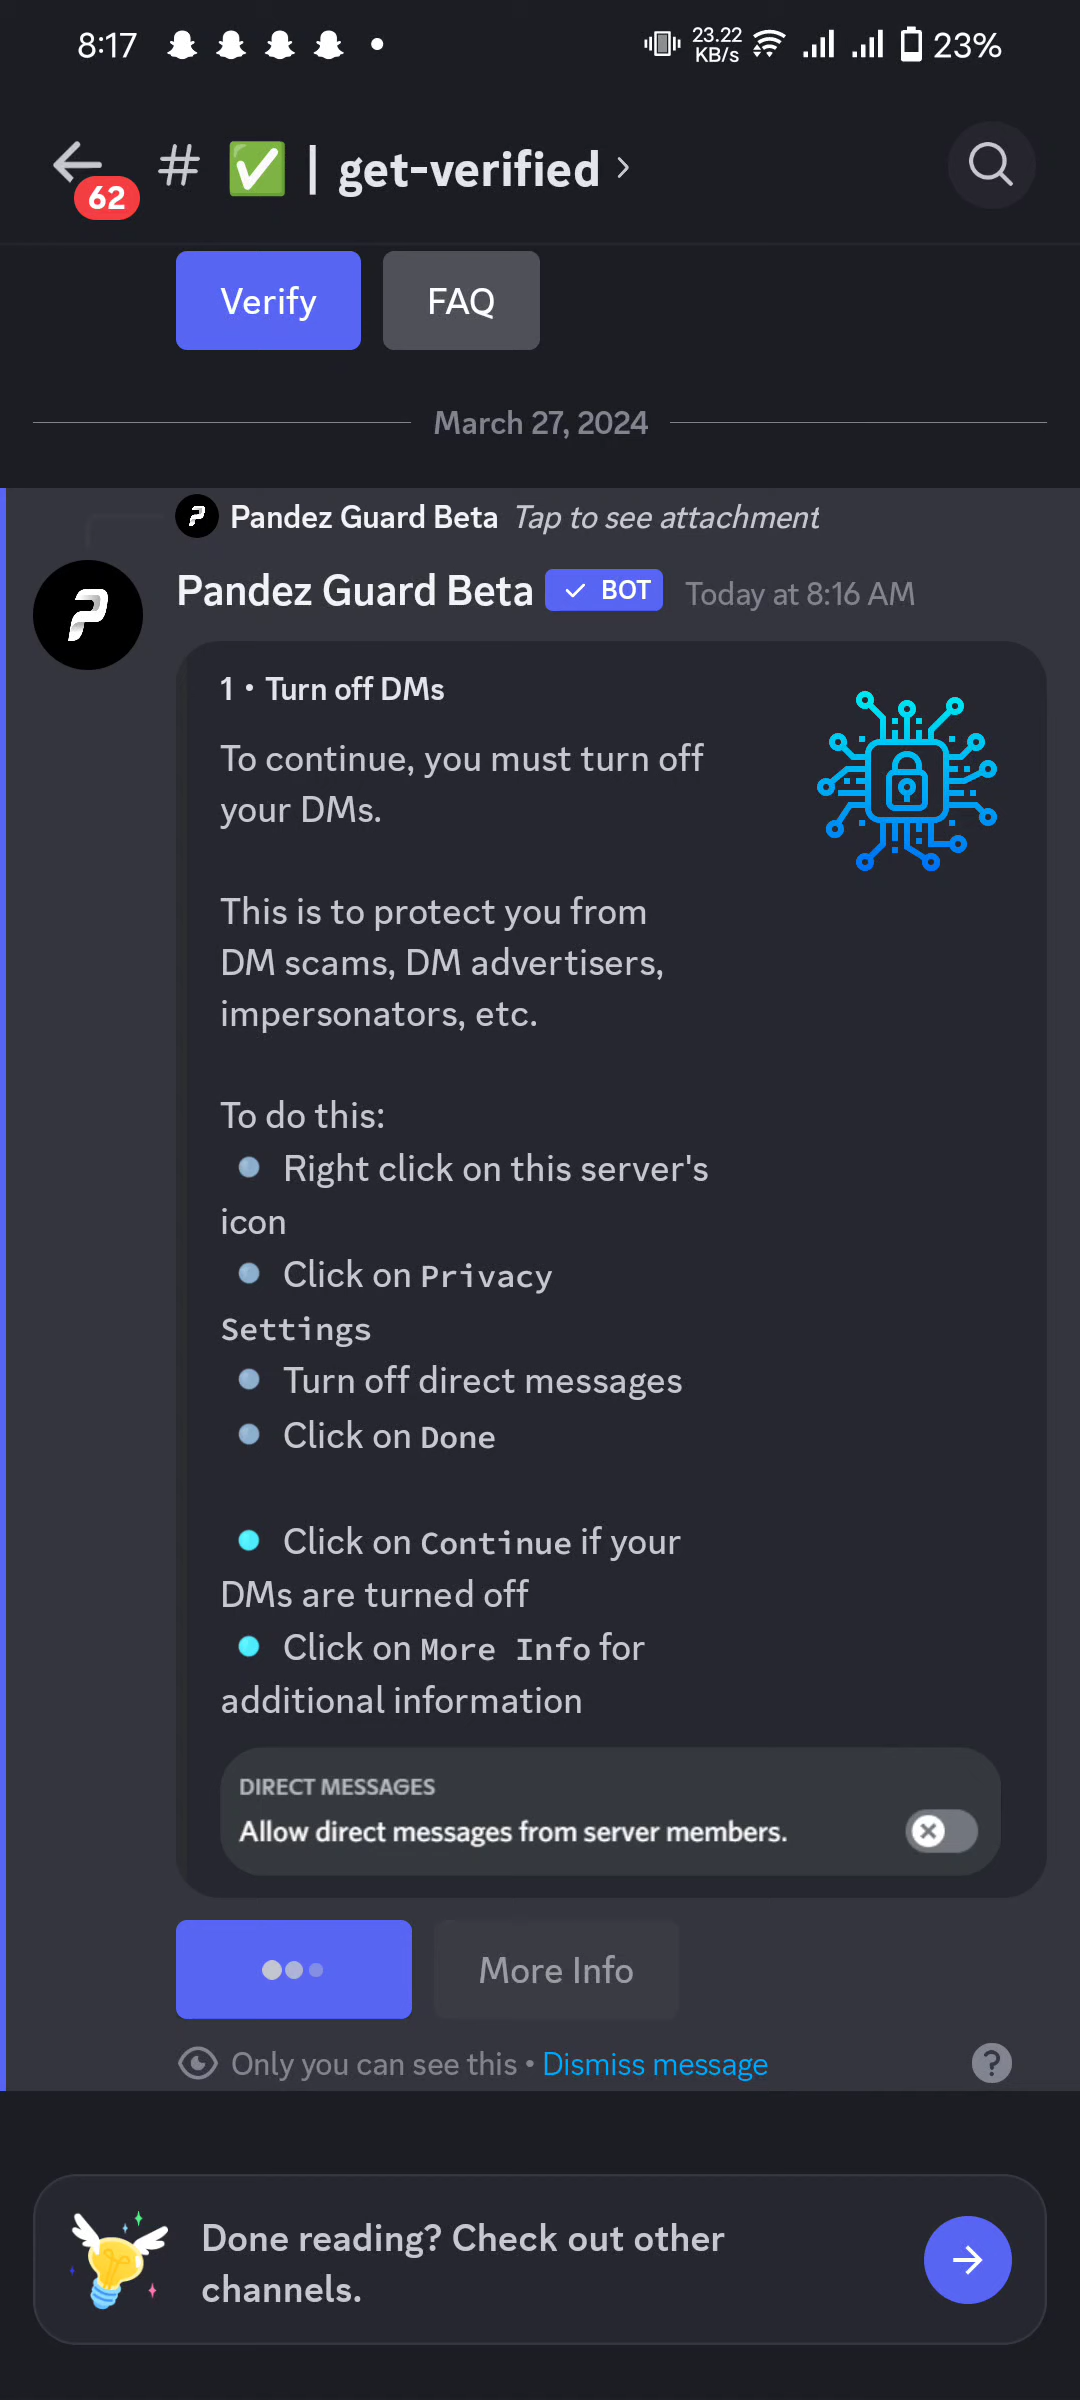 8:17
23.22
KB/s
23%
# ✅ | get-verified
62
Verify
FAQ
March 27, 2024
Pandez Guard Beta Tap to see attachment
Pandez Guard Beta ✓ BOT Today at 8:16 AM
1 • Turn off DMs
To continue, you must turn off
your DMs.
This is to protect you from
DM scams, DM advertisers,
impersonators, etc.
To do this:
Right click on this server's
icon
Click on Privacy
Settings
Turn off direct messages
Click on Done
Click on Continue if your
DMs are turned off
Click on More Info for
additional information
DIRECT MESSAGES
Allow direct messages from server members.
More Info
Only you can see this • Dismiss message
?
Done reading? Check out other
channels.